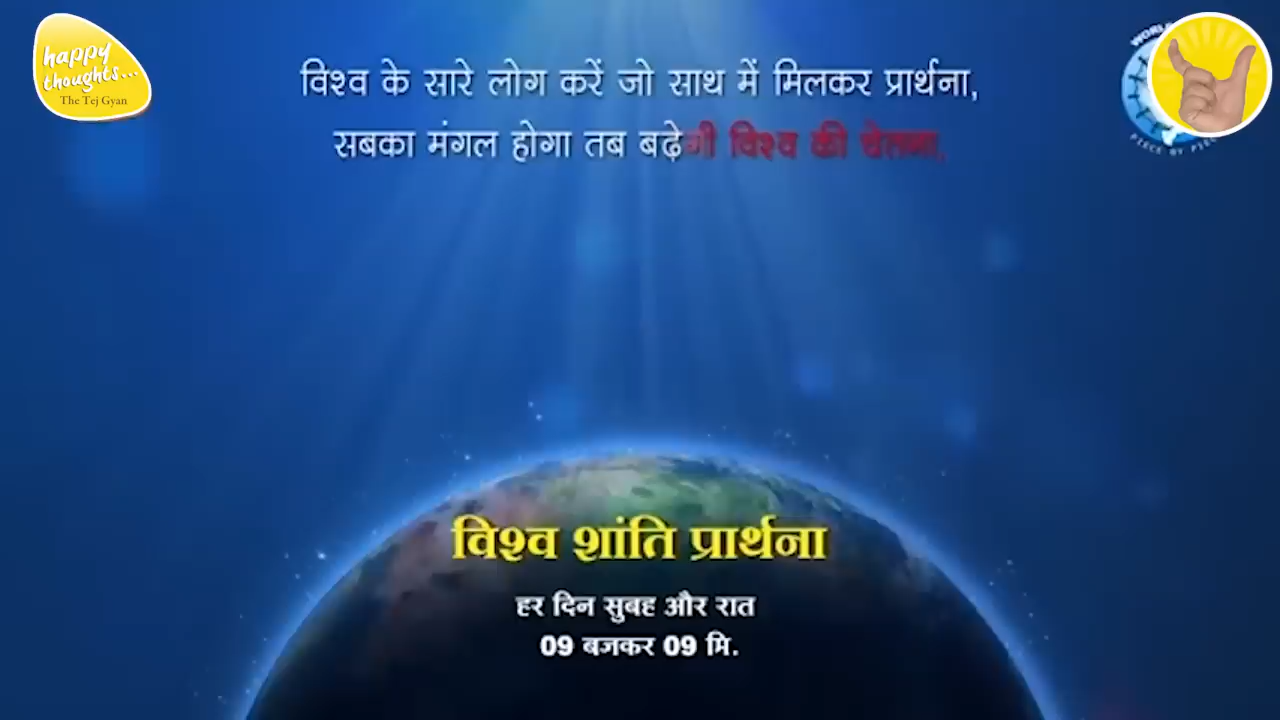 happy
thoughts...
The Tej Gyan
विश्व के सारे लोग करें जो साथ में मिलकर प्रार्थना,
सबका मंगल होगा तब बढ़ेगी विश्व की चेतना.
विश्व शांति प्रार्थना
हर दिन सुबह और रात
09 बजकर 09 मि.